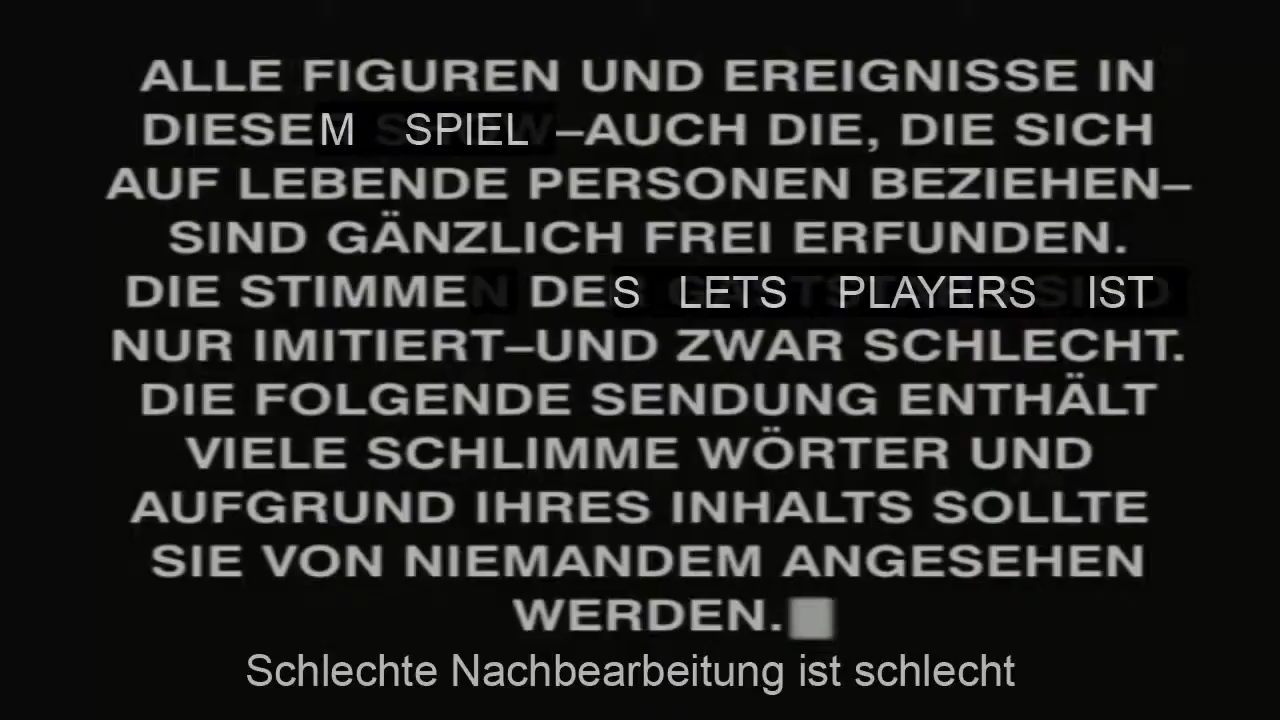 ALLE FIGUREN UND EREIGNISSE IN
DIESEM SPIEL –AUCH DIE, DIE SICH
AUF LEBENDE PERSONEN BEZIEHEN–
SIND GÄNZLICH FREI ERFUNDEN.
DIE STIMME DES LETS PLAYERS IST
NUR IMITIERT–UND ZWAR SCHLECHT.
DIE FOLGENDE SENDUNG ENTHÄLT
VIELE SCHLIMME WÖRTER UND
AUFGRUND IHRES INHALTS SOLLTE
SIE VON NIEMANDEM ANGESEHEN
WERDEN.
Schlechte Nachbearbeitung ist schlecht